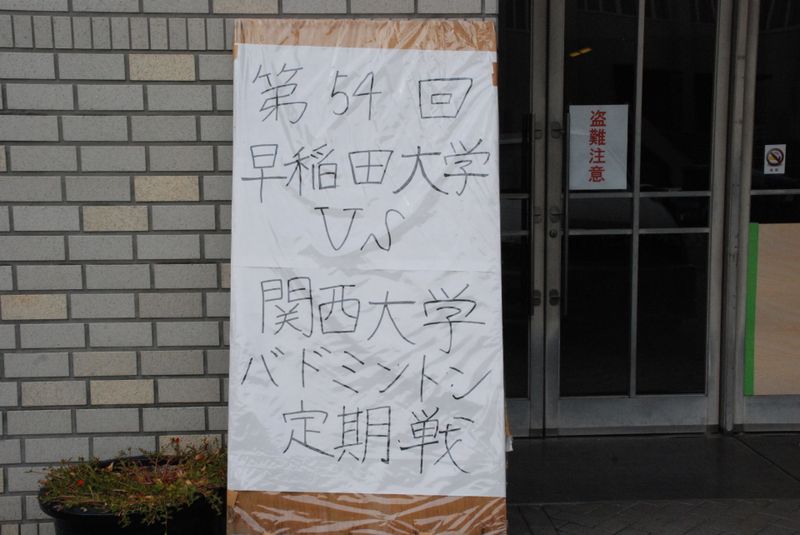 第54回
早稲田大学
VS
関西大学
バドミントン
定期戦
盗難注意